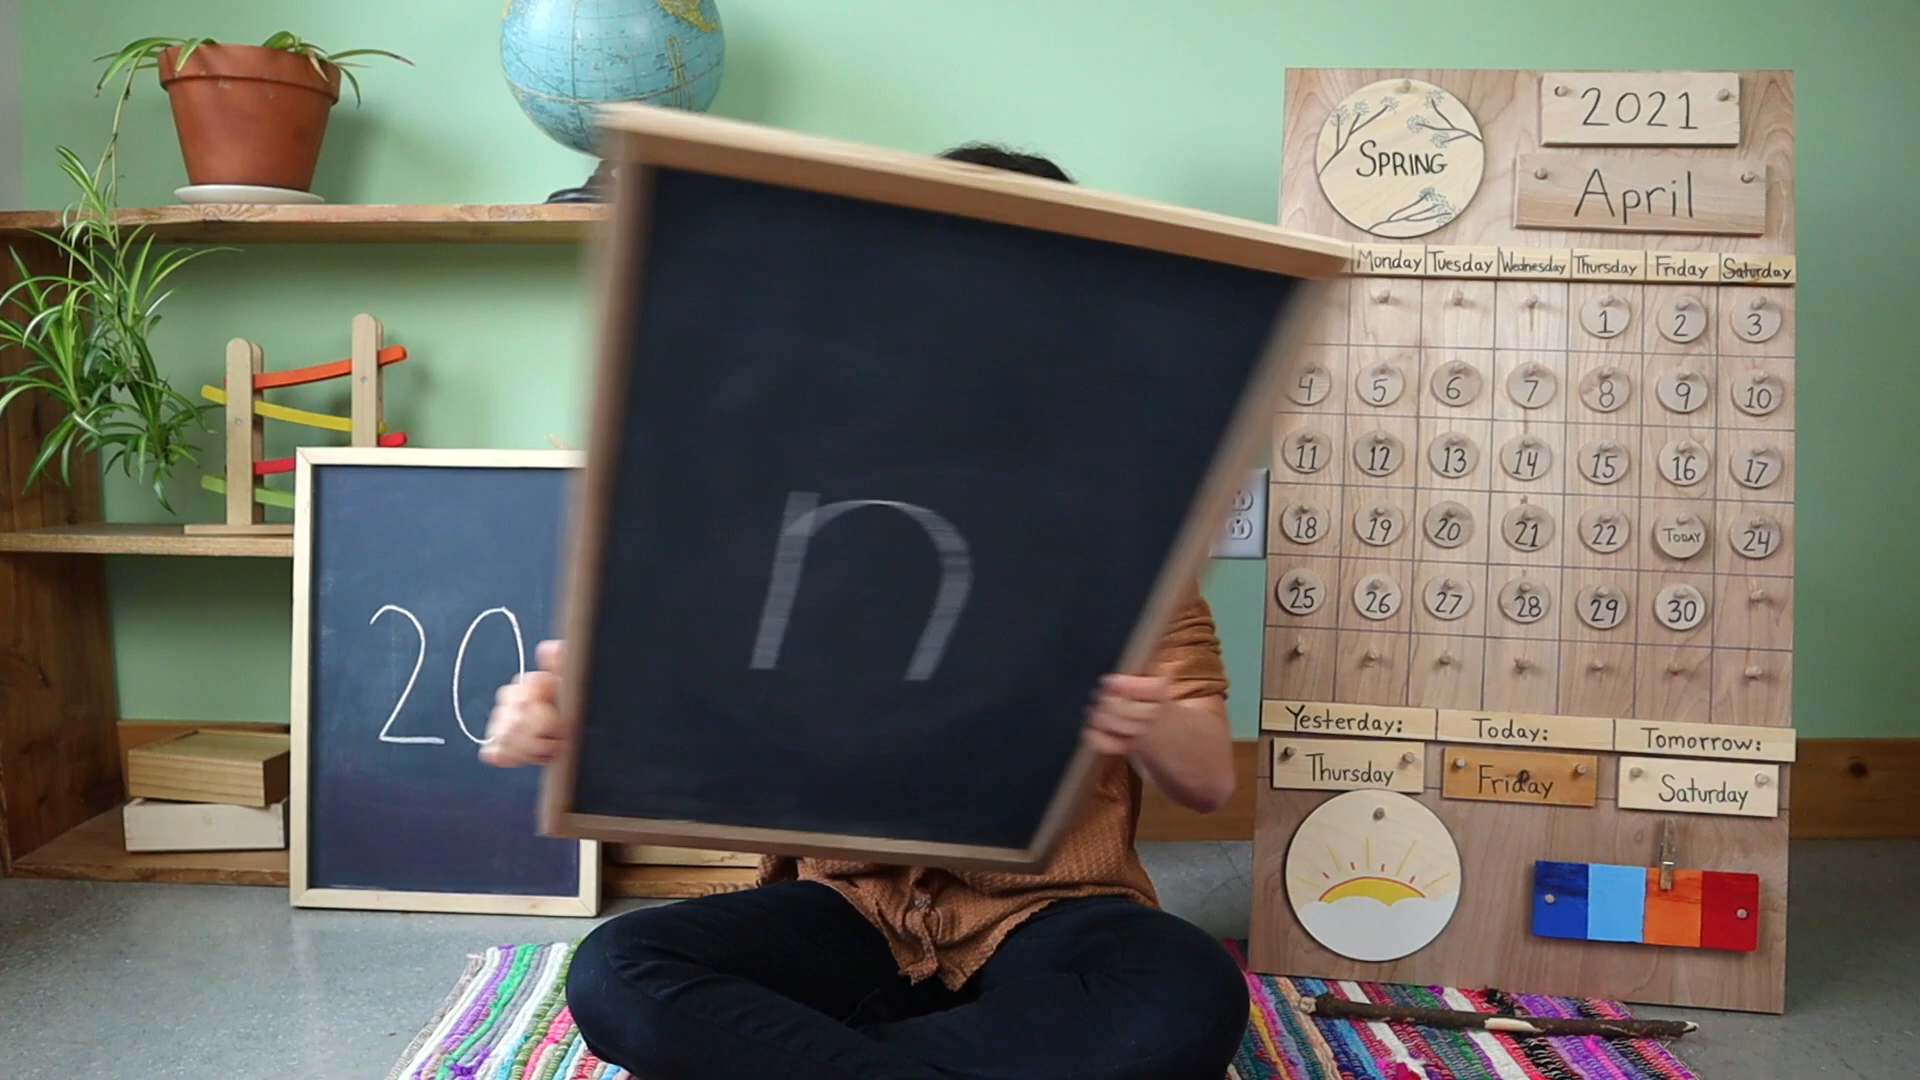 SPRING
2021
April
Monday Tuesday Wednesday Thursday Friday Saturday
1 2 3
4 5 6 7 8 9 10
11 12 13 14 15 16 17
18 19 20 21 22 TODAY 24
25 26 27 28 29 30
Yesterday: Today: Tomorrow:
Thursday Friday Saturday
20
n